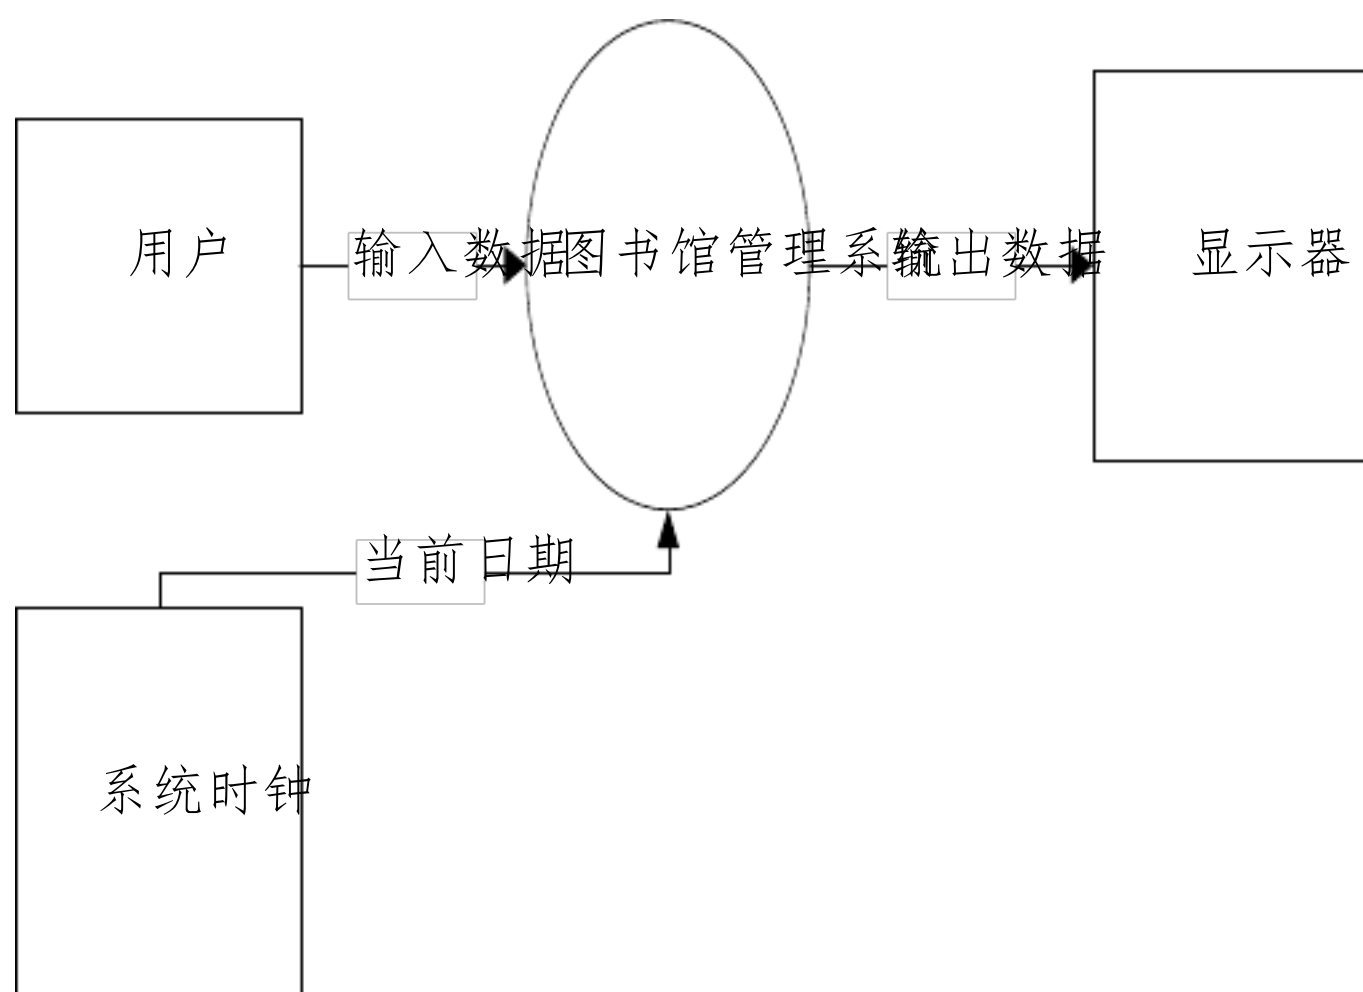 用户
输入数据
图书馆管理系统
输出数据
显示器
当前日期
系统时钟